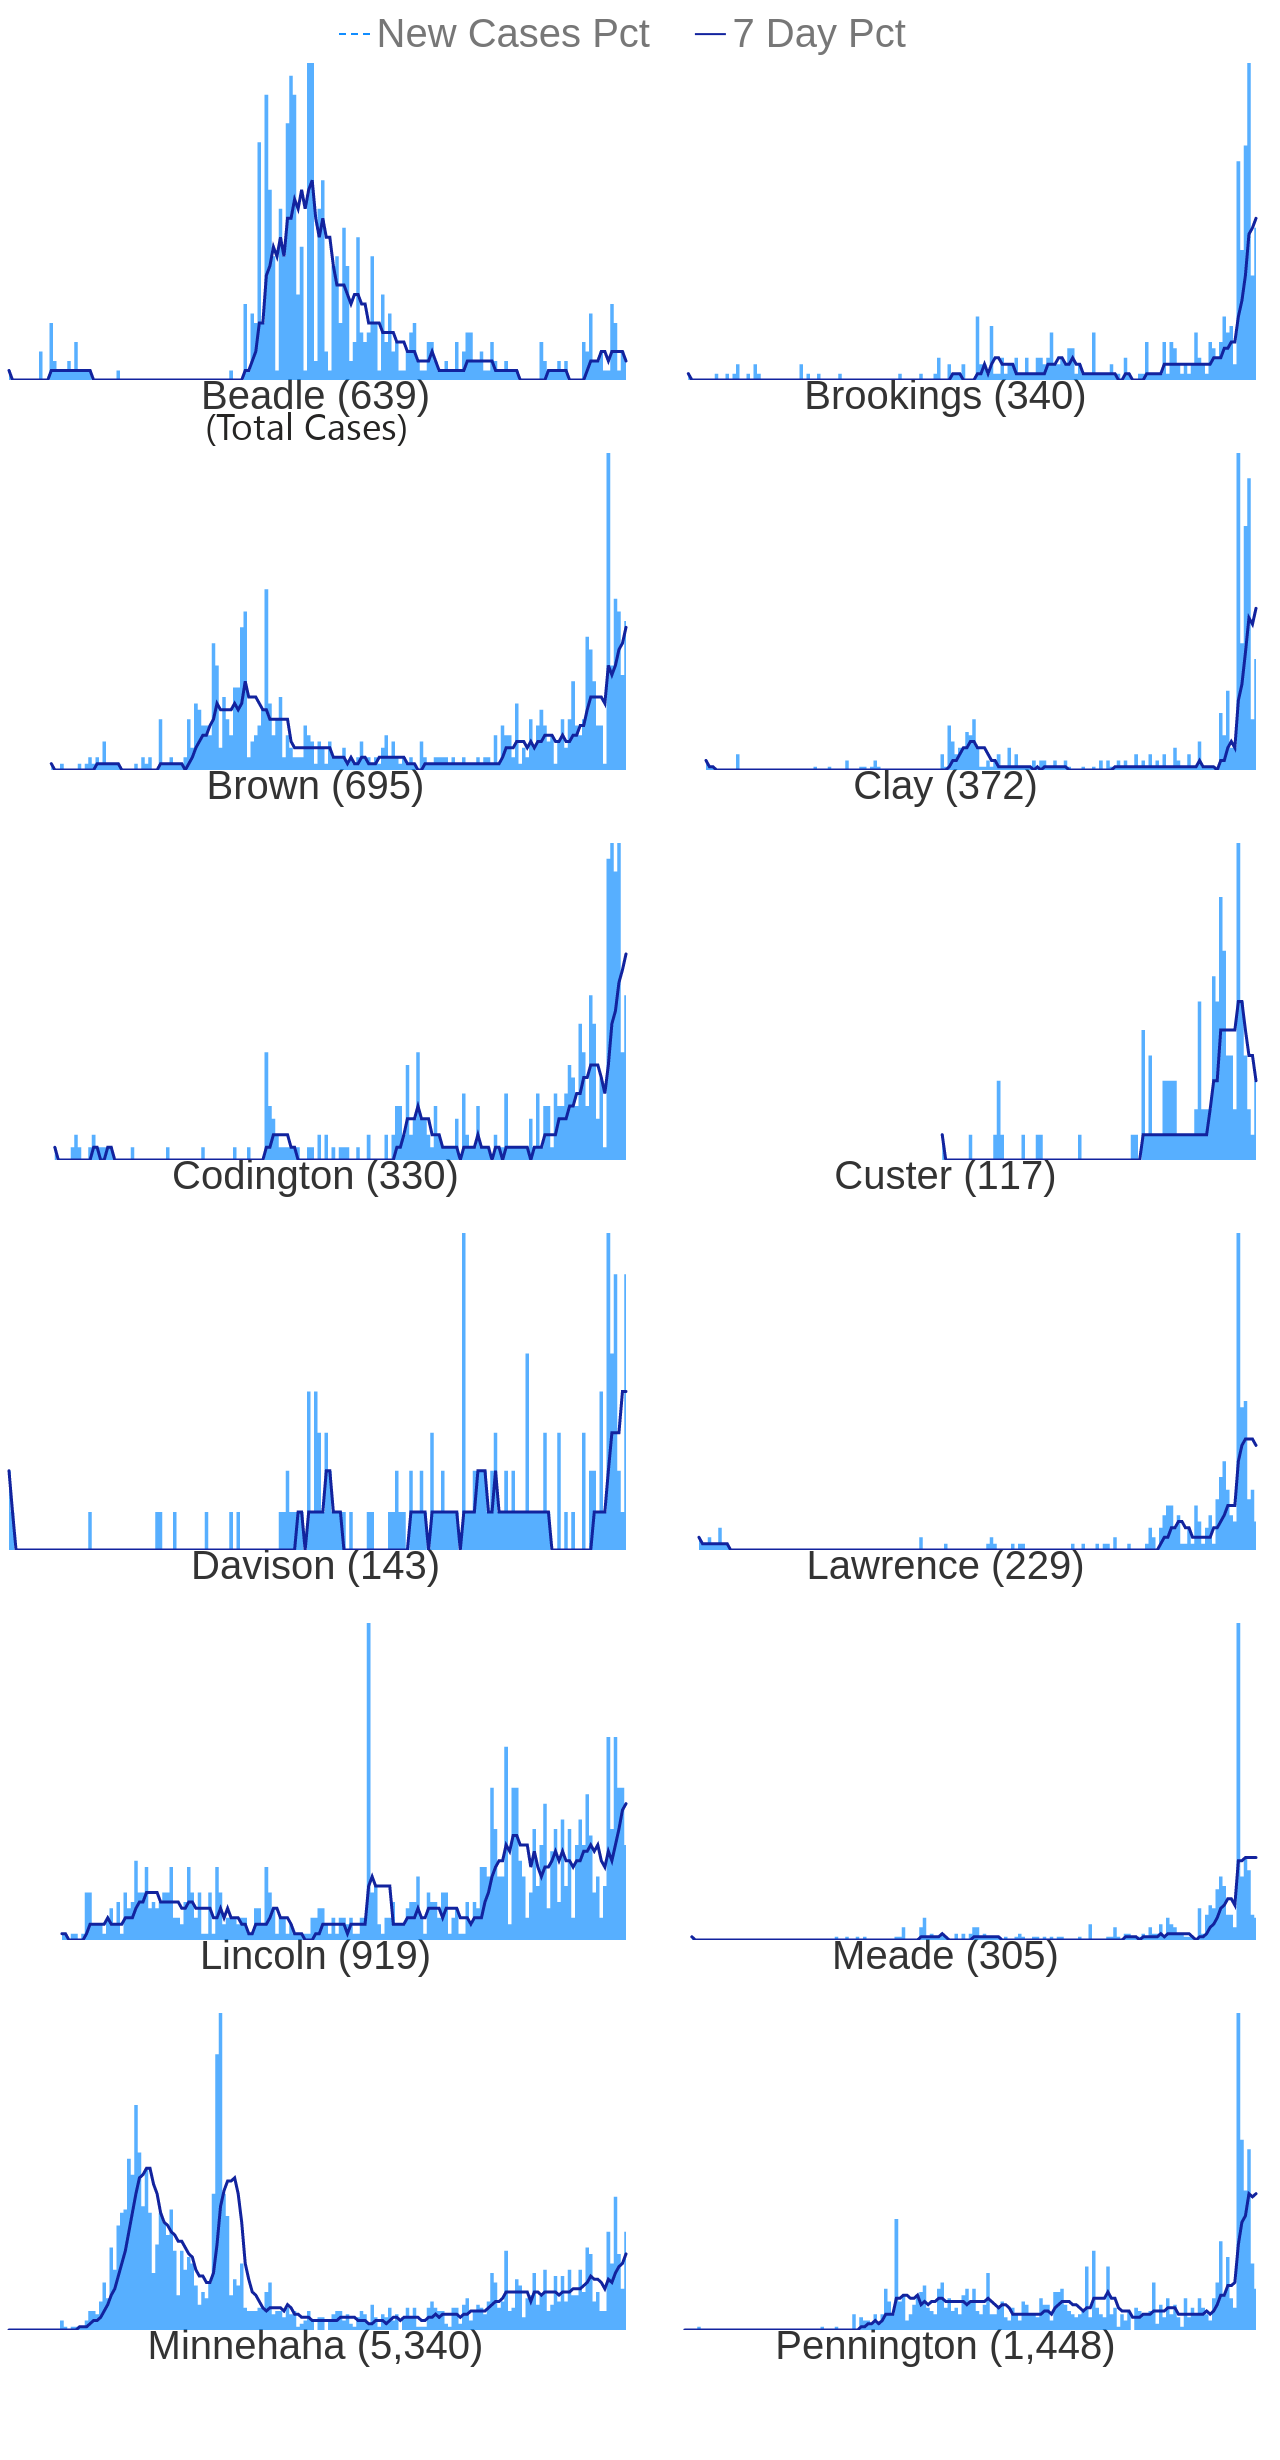 New Cases Pct 7 Day Pct
Beadle (639) Brookings (340)
(Total Cases)
Brown (695) Clay (372)
Codington (330) Custer (117)
Davison (143) Lawrence (229)
Lincoln (919) Meade (305)
Minnehaha (5,340) Pennington (1,448)